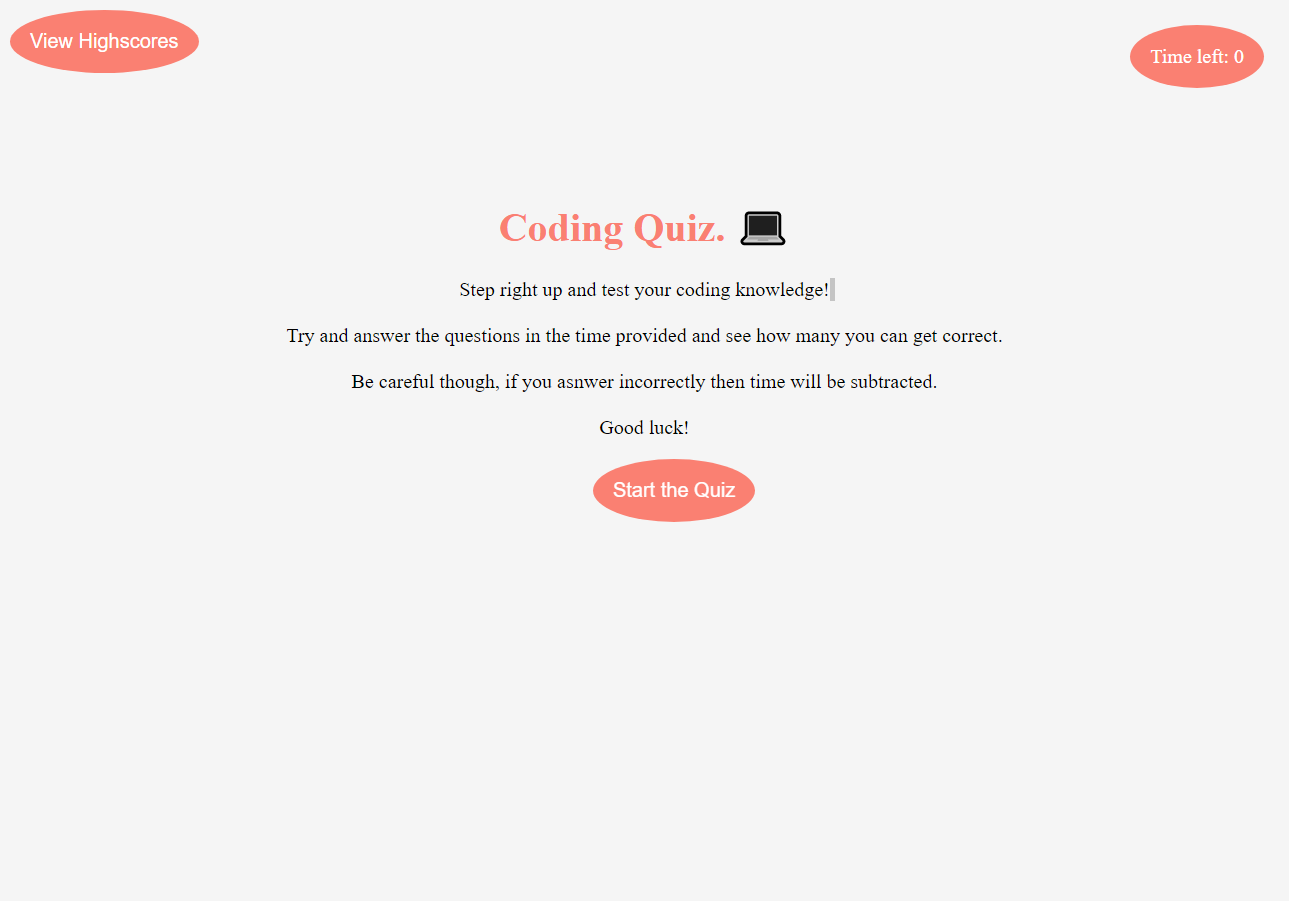 View Highscores
Time left: 0
Coding Quiz. 💻
Step right up and test your coding knowledge!
Try and answer the questions in the time provided and see how many you can get correct.
Be careful though, if you asnwer incorrectly then time will be subtracted.
Good luck!
Start the Quiz